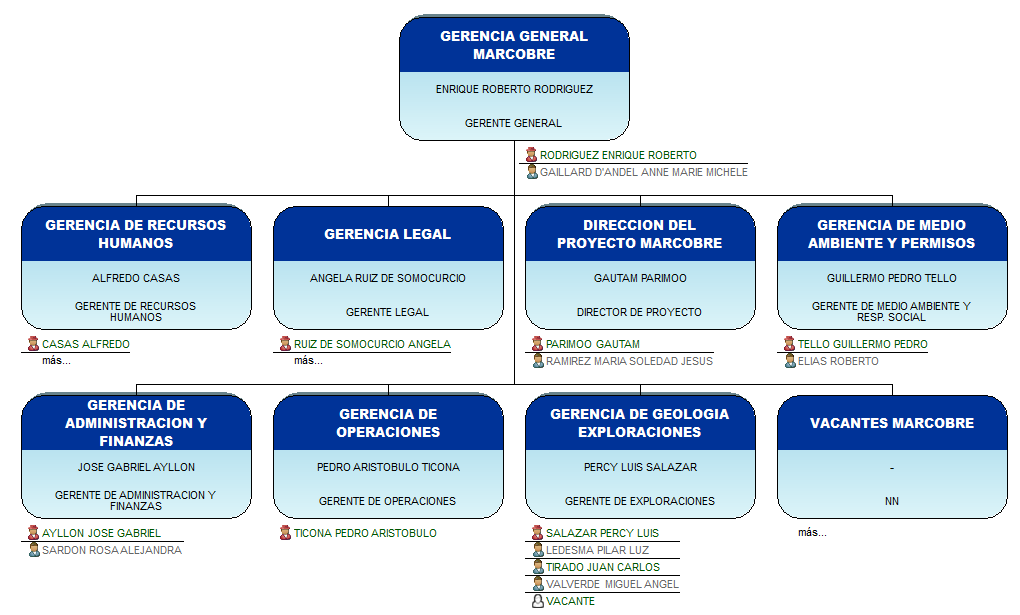 GERENCIA GENERAL
MARCOBRE
ENRIQUE ROBERTO RODRIGUEZ
GERENTE GENERAL
RODRIGUEZ ENRIQUE ROBERTO
GAILLARD D'ANDEL ANNE MARIE MICHELE
GERENCIA DE RECURSOS
HUMANOS
ALFREDO CASAS
GERENTE DE RECURSOS
HUMANOS
CASAS ALFREDO
más...
GERENCIA LEGAL
ANGELA RUIZ DE SOMOCURCIO
GERENTE LEGAL
RUIZ DE SOMOCURCIO ANGELA
más...
DIRECCION DEL
PROYECTO MARCOBRE
GAUTAM PARIMOO
DIRECTOR DE PROYECTO
PARIMOO GAUTAM
RAMIREZ MARIA SOLEDAD JESUS
GERENCIA DE MEDIO
AMBIENTE Y PERMISOS
GUILLERMO PEDRO TELLO
GERENTE DE MEDIO AMBIENTE Y
RESP. SOCIAL
TELLO GUILLERMO PEDRO
ELIAS ROBERTO
GERENCIA DE
ADMINISTRACION Y
FINANZAS
JOSE GABRIEL AYLLON
GERENTE DE ADMINISTRACION Y
FINANZAS
AYLLON JOSE GABRIEL
SARDON ROSA ALEJANDRA
GERENCIA DE
OPERACIONES
PEDRO ARISTOBULO TICONA
GERENTE DE OPERACIONES
TICONA PEDRO ARISTOBULO
GERENCIA DE GEOLOGIA
EXPLORACIONES
PERCY LUIS SALAZAR
GERENTE DE EXPLORACIONES
SALAZAR PERCY LUIS
LEDESMA PILAR LUZ
TIRADO JUAN CARLOS
VALVERDE MIGUEL ANGEL
VACANTE
VACANTES MARCOBRE
-
NN
más...